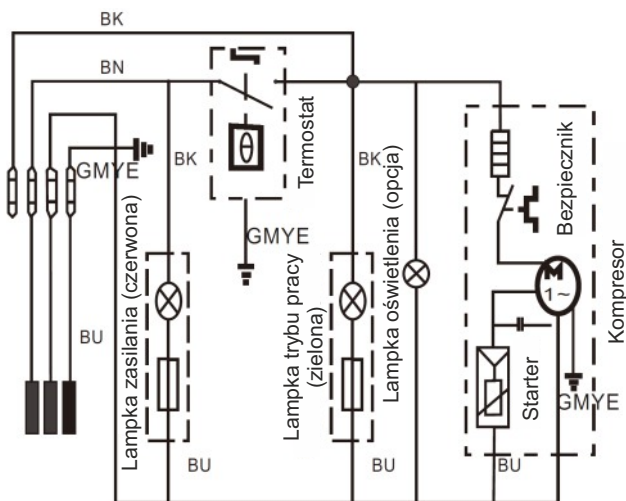 BK
BN
GMYE
BK
Termostat
BK
Bezpiecznik
GMYE
Lampka zasilania (czerwona)
Lampka trybu pracy
(zielona)
Lampka oświetlenia (opcja)
M
1~
Kompresor
BU
Starter
GMYE
BU
BU
BU